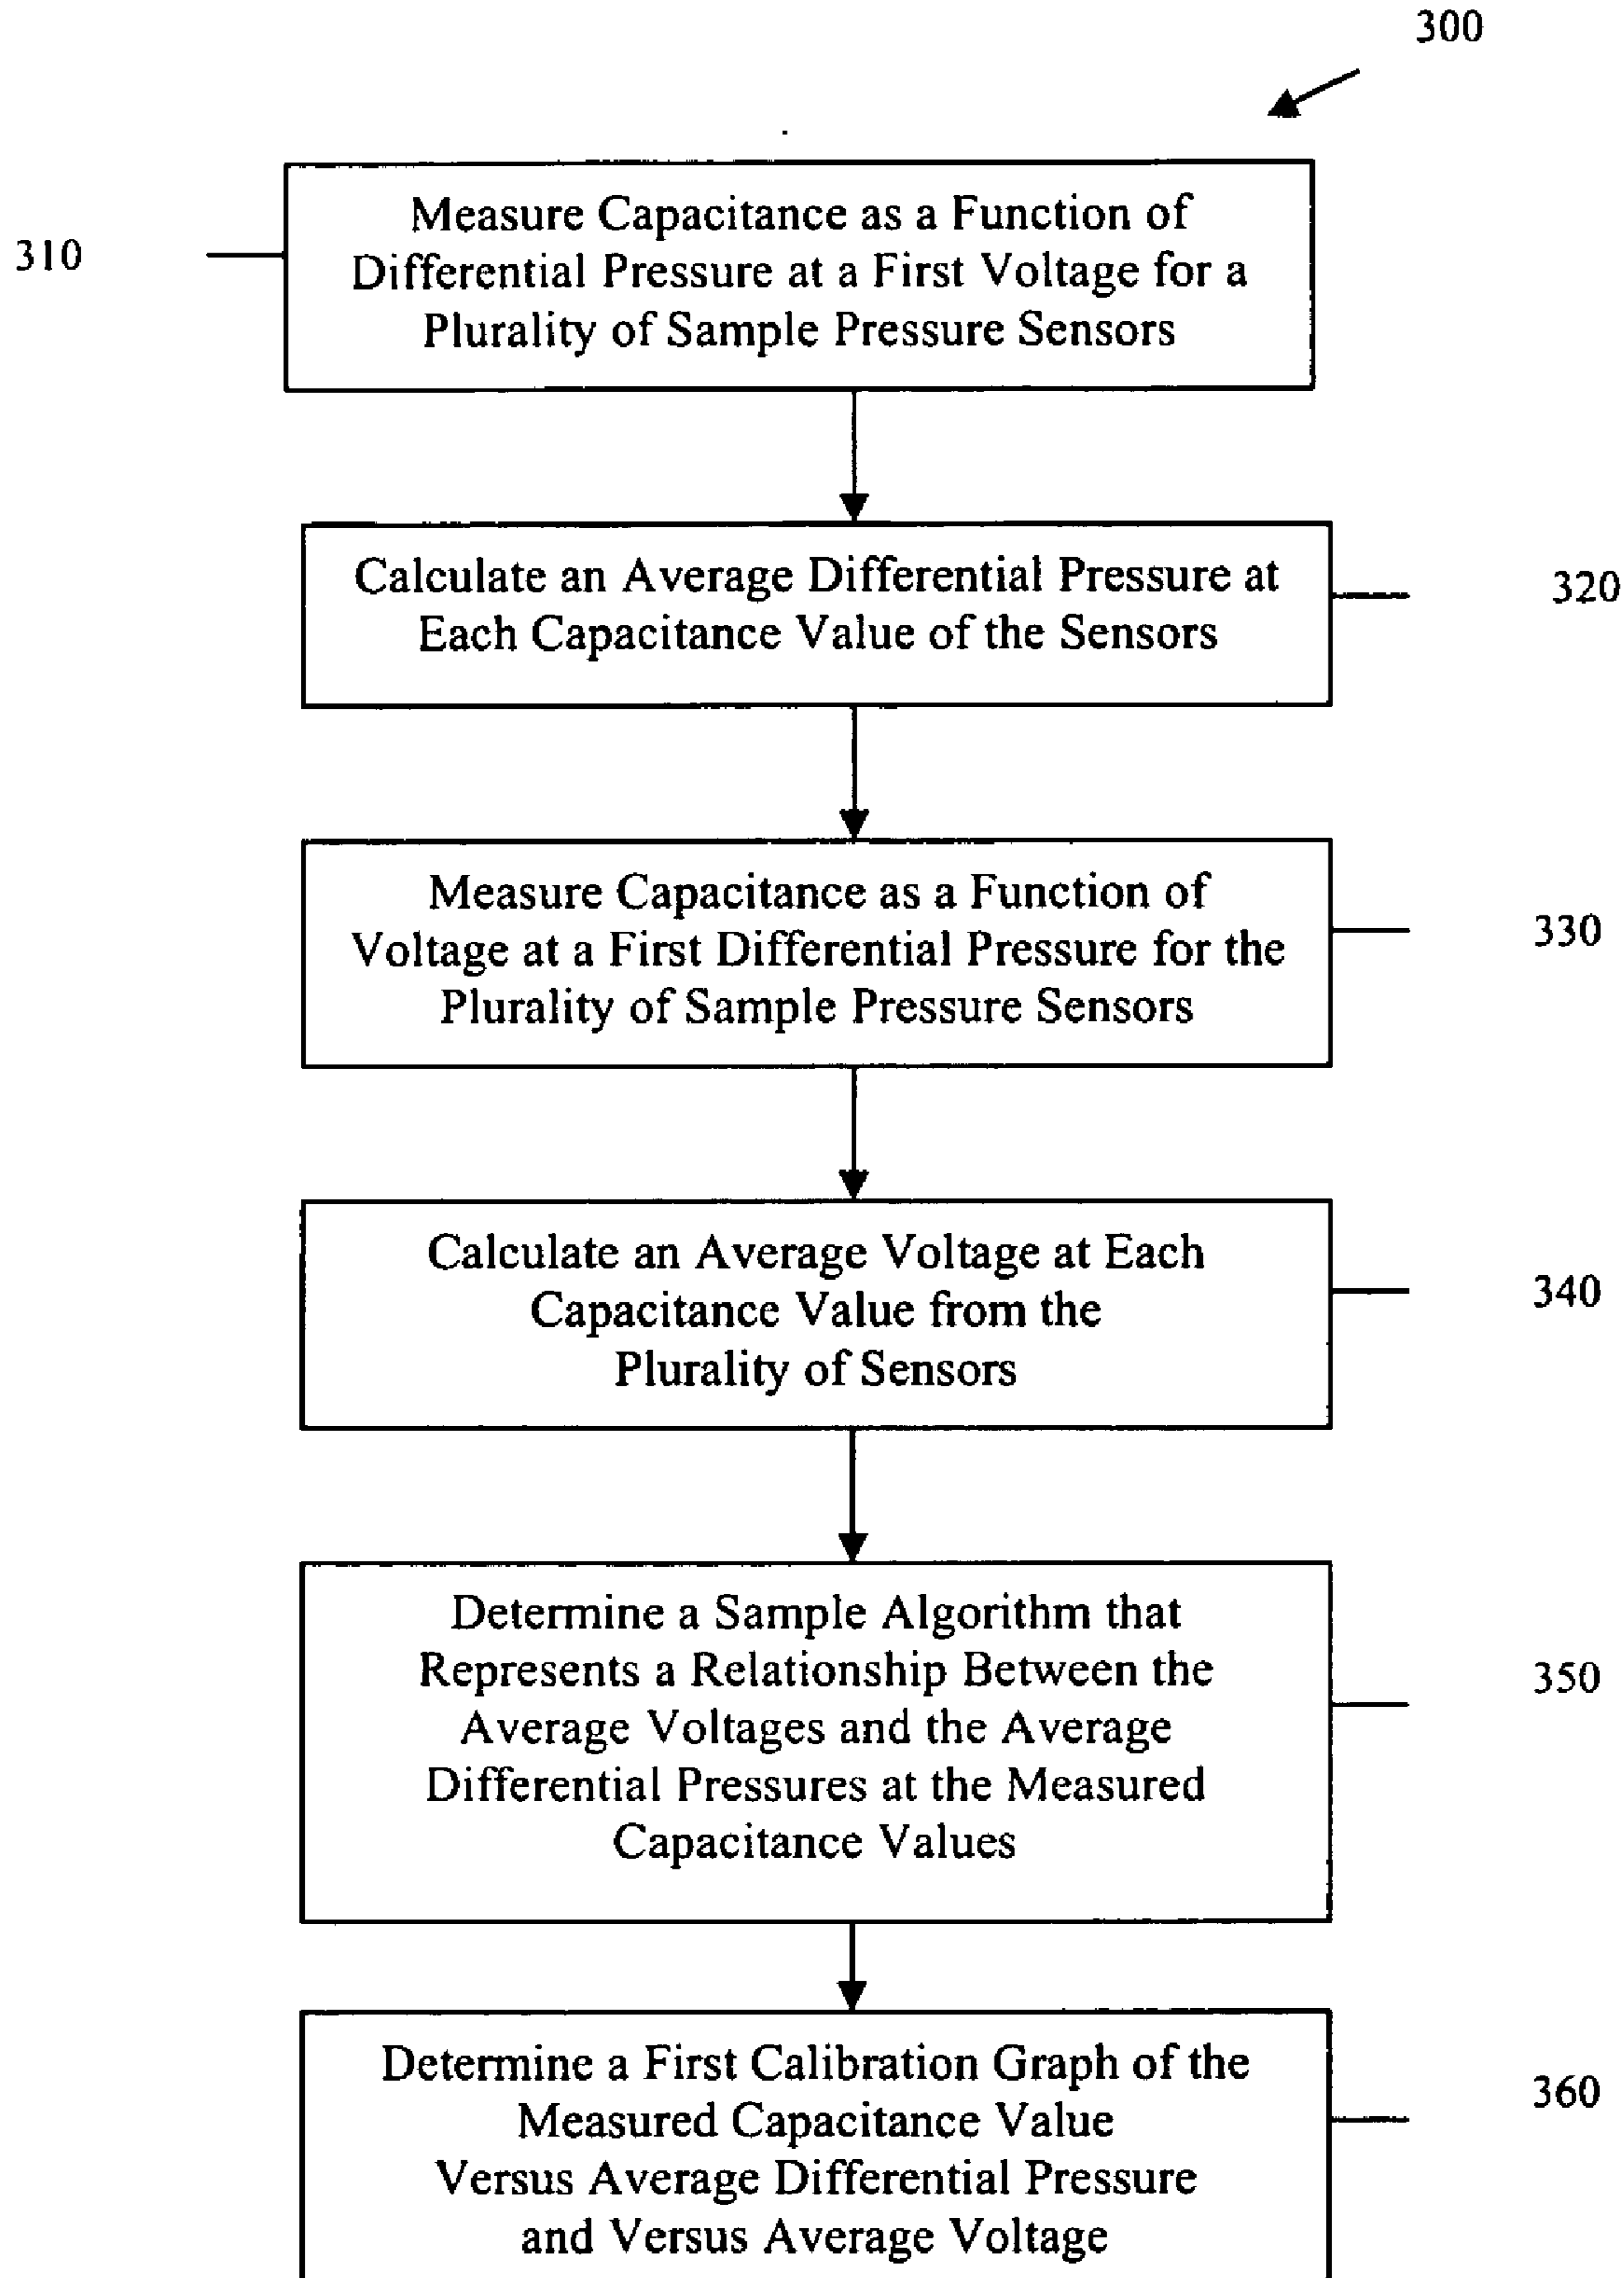 300
310
Measure Capacitance as a Function of
Differential Pressure at a First Voltage for a
Plurality of Sample Pressure Sensors
Calculate an Average Differential Pressure at
Each Capacitance Value of the Sensors
320
Measure Capacitance as a Function of
Voltage at a First Differential Pressure for the
Plurality of Sample Pressure Sensors
330
Calculate an Average Voltage at Each
Capacitance Value from the
Plurality of Sensors
340
Determine a Sample Algorithm that
Represents a Relationship Between the
Average Voltages and the Average
Differential Pressures at the Measured
Capacitance Values
350
Determine a First Calibration Graph of the
Measured Capacitance Value
Versus Average Differential Pressure
and Versus Average Voltage
360